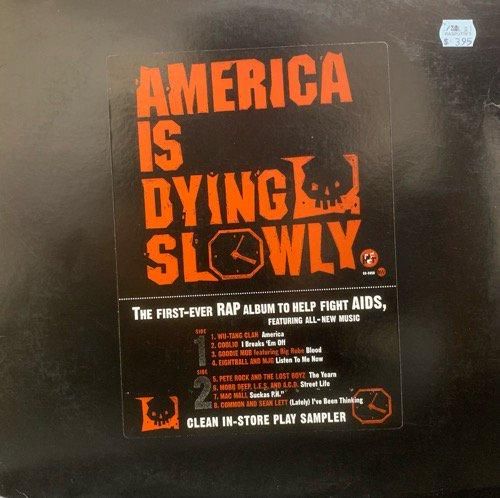 $ 3.95
AMERICA
IS
DYING
SLOWLY
THE FIRST-EVER RAP ALBUM TO HELP FIGHT AIDS,
FEATURING ALL-NEW MUSIC
SIDE
1
1. WU-TANG CLAN America
2. COOLIO I Breaks 'Em Off
3. GOODIE MOB featuring Big Rube Blood
4. EIGHTBALL AND MJG Listen To Me Now
SIDE
2
5. PETE ROCK AND THE LOST BOYZ The Yearn
6. MOBB DEEP, L.E.S. AND A.C.D. Street Life
7. MAC MALL Suckas P.H.*
8. COMMON AND SEAN LETT (Lately) I've Been Thinking
CLEAN IN-STORE PLAY SAMPLER